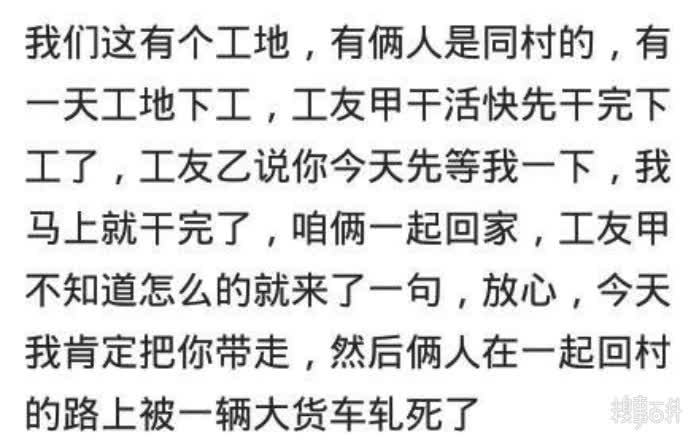 我们这有个工地，有俩人是同村的，有
一天工地下工，工友甲干活快先干完下
工了，工友乙说你今天先等我一下，我
马上就干完了，咱俩一起回家，工友甲
不知道怎么的就来了一句，放心，今天
我肯定把你带走，然后俩人在一起回村
的路上被一辆大货车轧死了